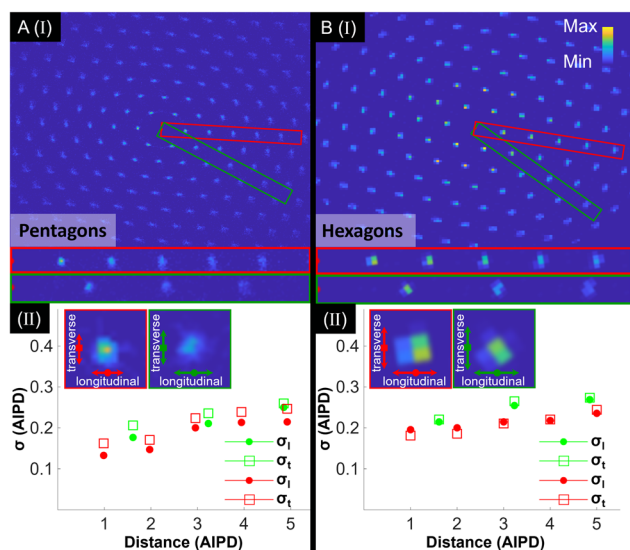 A (I)
B (I)
Max
Min
Pentagons
Hexagons
(II)
transverse
longitudinal
transverse
longitudinal
σ (AIPD)
0.4
0.3
0.2
0.1
1 2 3 4 5
Distance (AIPD)
σl
σt
σl
σt
(II)
transverse
longitudinal
transverse
longitudinal
0.4
0.3
0.2
0.1
1 2 3 4 5
Distance (AIPD)
σl
σt
σl
σt